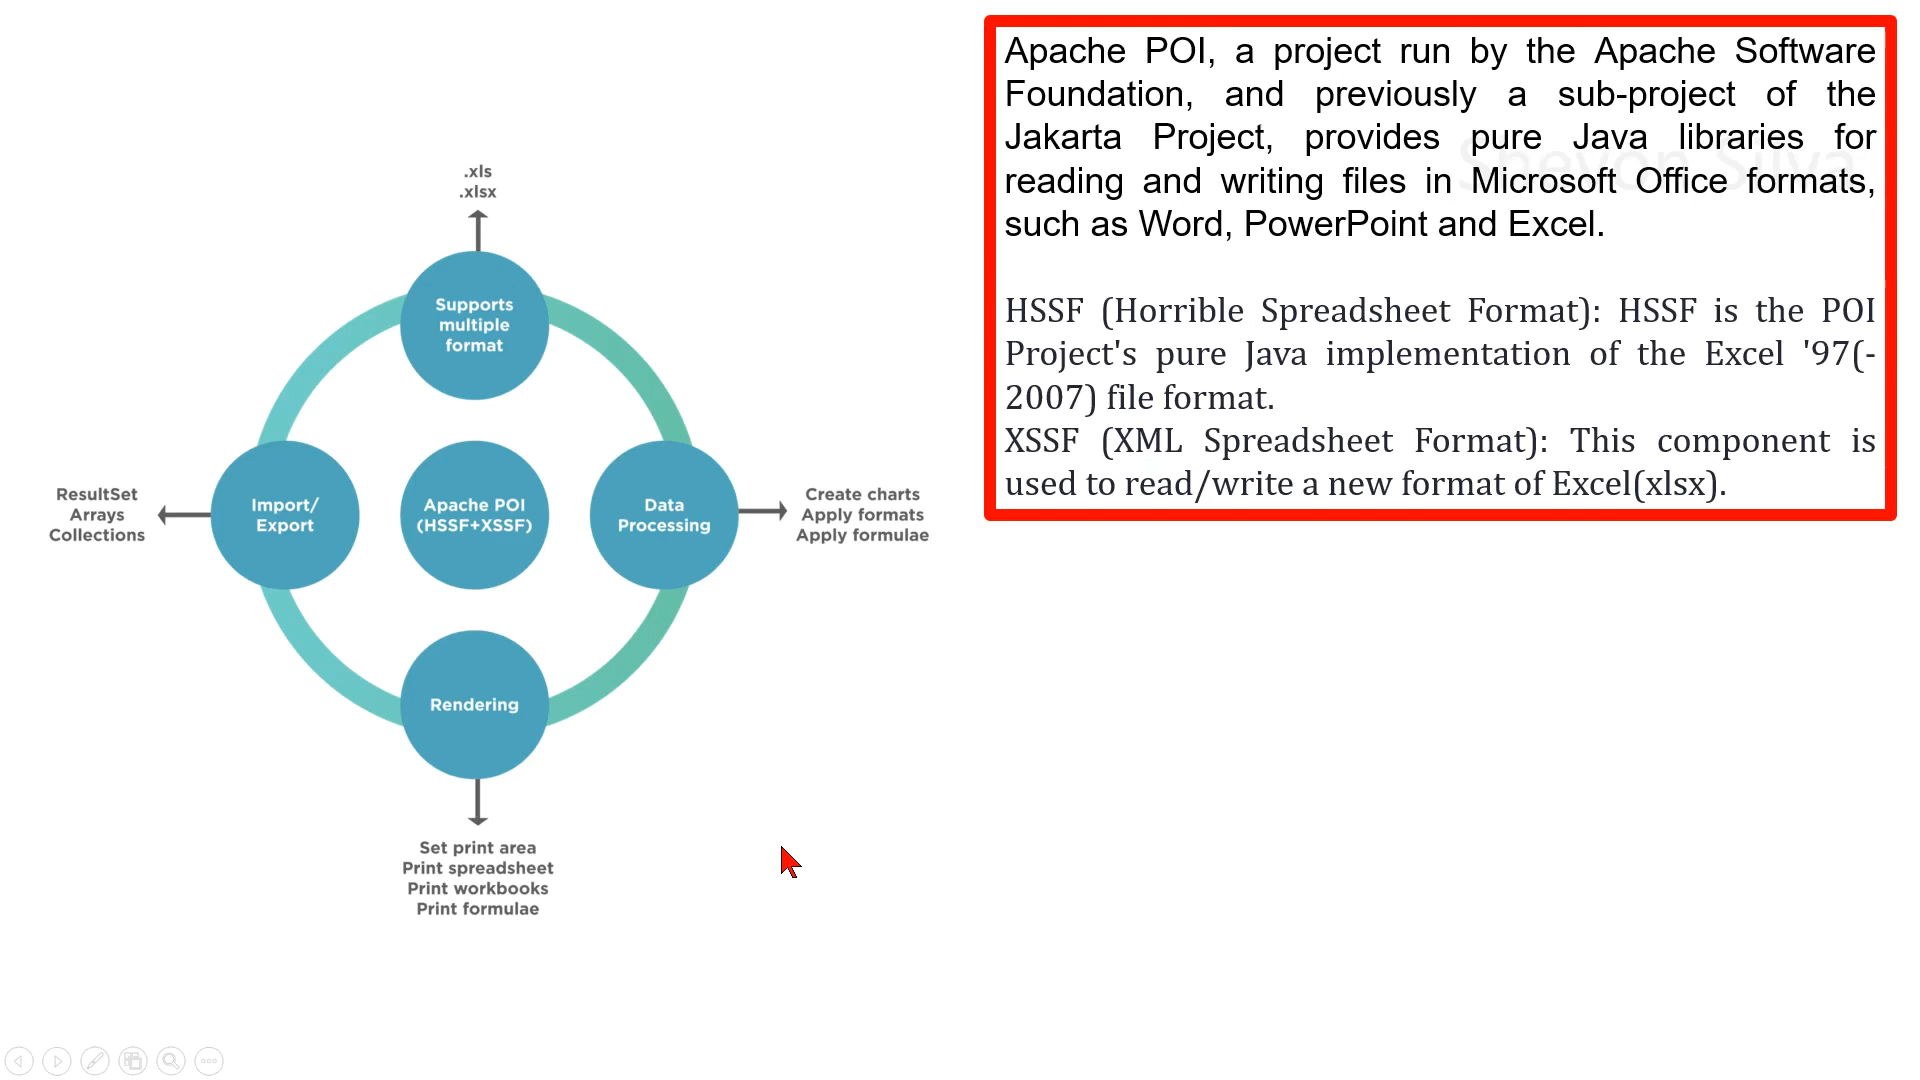 .xls
.xlsx
Supports
multiple
format
ResultSet
Arrays
Collections
Import/
Export
Apache POI
(HSSF+XSSF)
Data
Processing
Create charts
Apply formats
Apply formulae
Rendering
Set print area
Print spreadsheet
Print workbooks
Print formulae
Apache POI, a project run by the Apache Software
Foundation, and previously a sub-project of the
Jakarta Project, provides pure Java libraries for
reading and writing files in Microsoft Office formats,
such as Word, PowerPoint and Excel.
HSSF (Horrible Spreadsheet Format): HSSF is the POI
Project's pure Java implementation of the Excel '97(-
2007) file format.
XSSF (XML Spreadsheet Format): This component is
used to read/write a new format of Excel(xlsx).